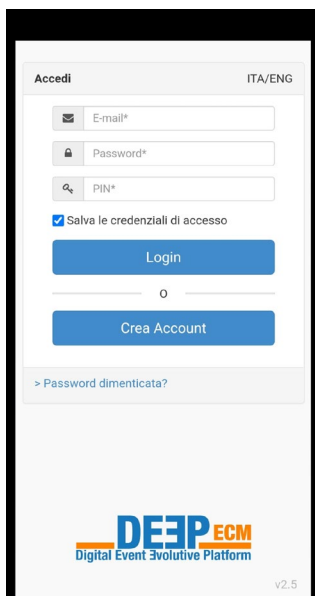 Accedi ITA/ENG
E-mail*
Password*
PIN*
Salva le credenziali di accesso
Login
O
Crea Account
> Password dimenticata?
DEEP ECM
Digital Event Evolutive Platform
v2.5